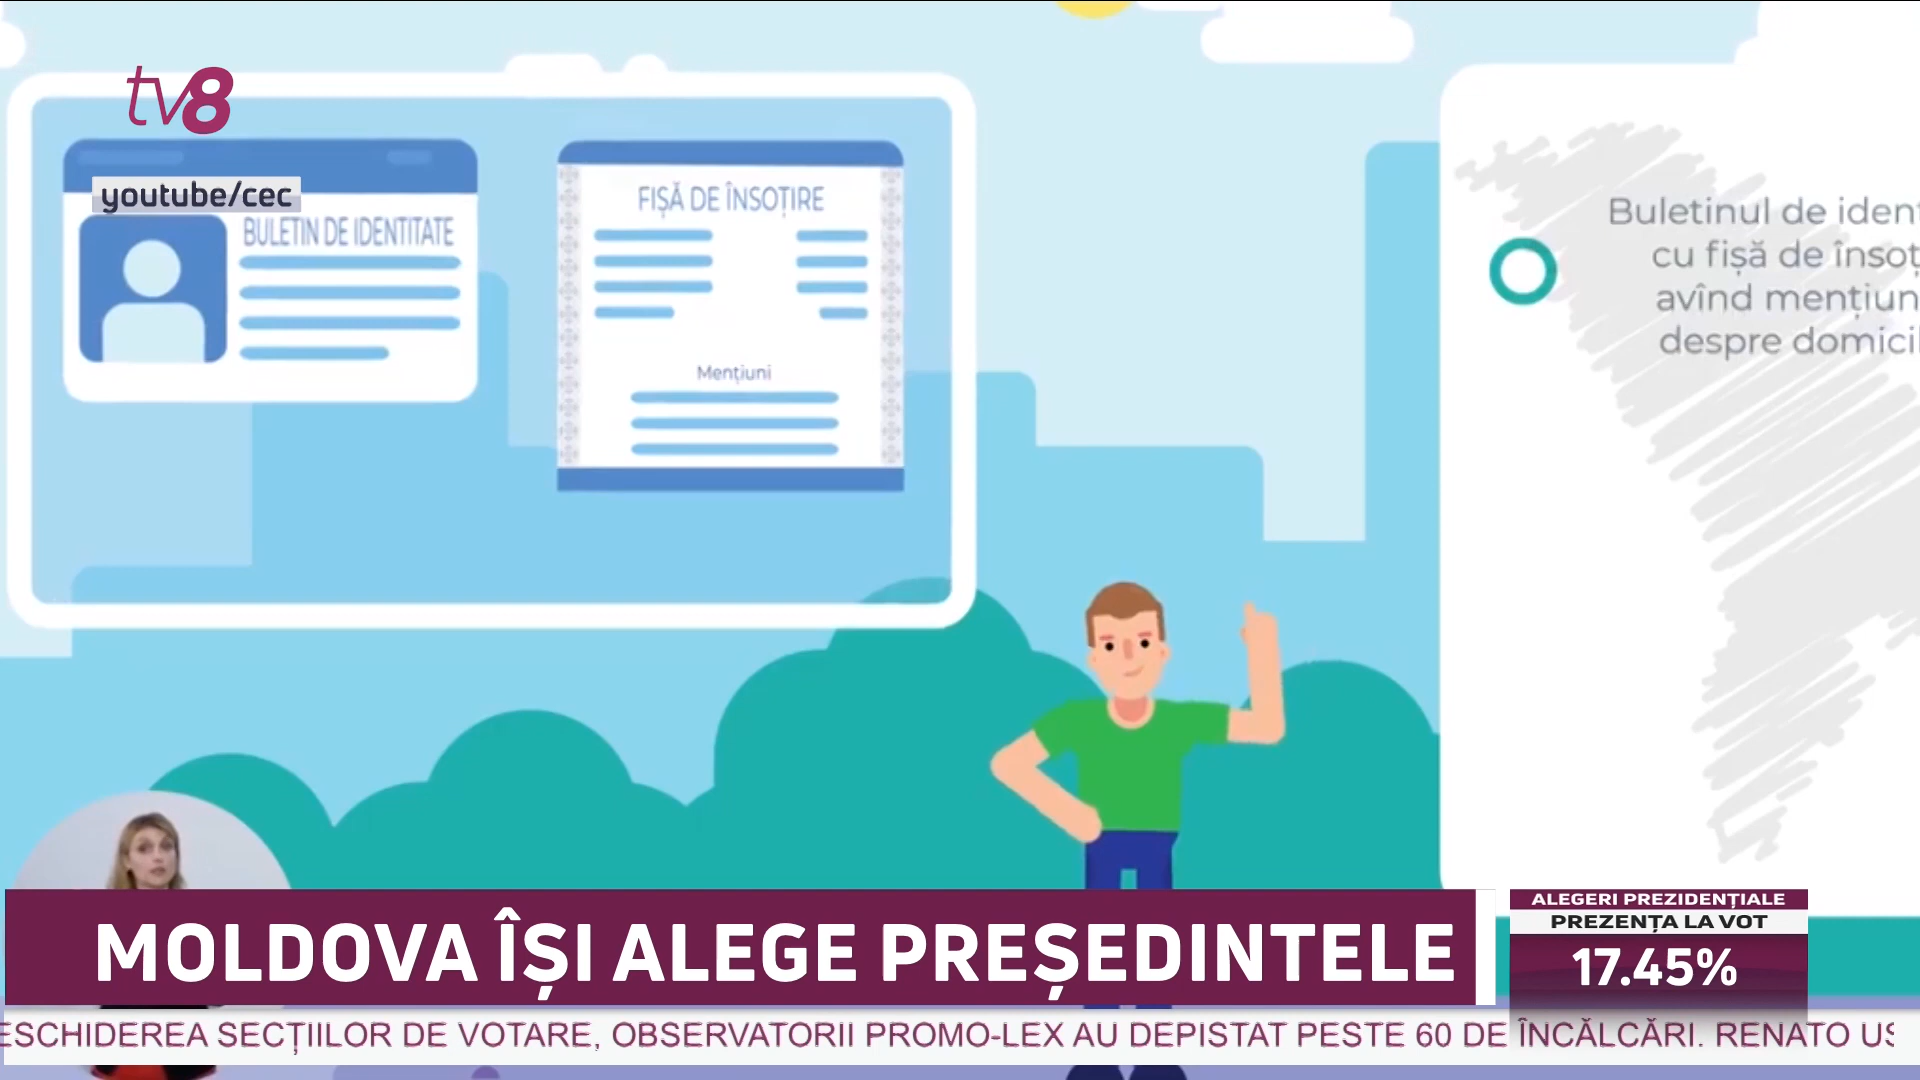 tv8
youtube/cec
BULETIN DE IDENTITATE
FIȘĂ DE ÎNSOȚIRE
Mențiuni
Buletinul de ident
cu fișă de însoț
avînd mențiun
despre domicil
MOLDOVA ÎȘI ALEGE PREȘEDINTELE
ALEGERI PREZIDENȚIALE
PREZENȚA LA VOT
17.45%
ESCHIDEREA SECȚIILOR DE VOTARE, OBSERVATORII PROMO-LEX AU DEPISTAT PESTE 60 DE ÎNCĂLCĂRI. RENATO US